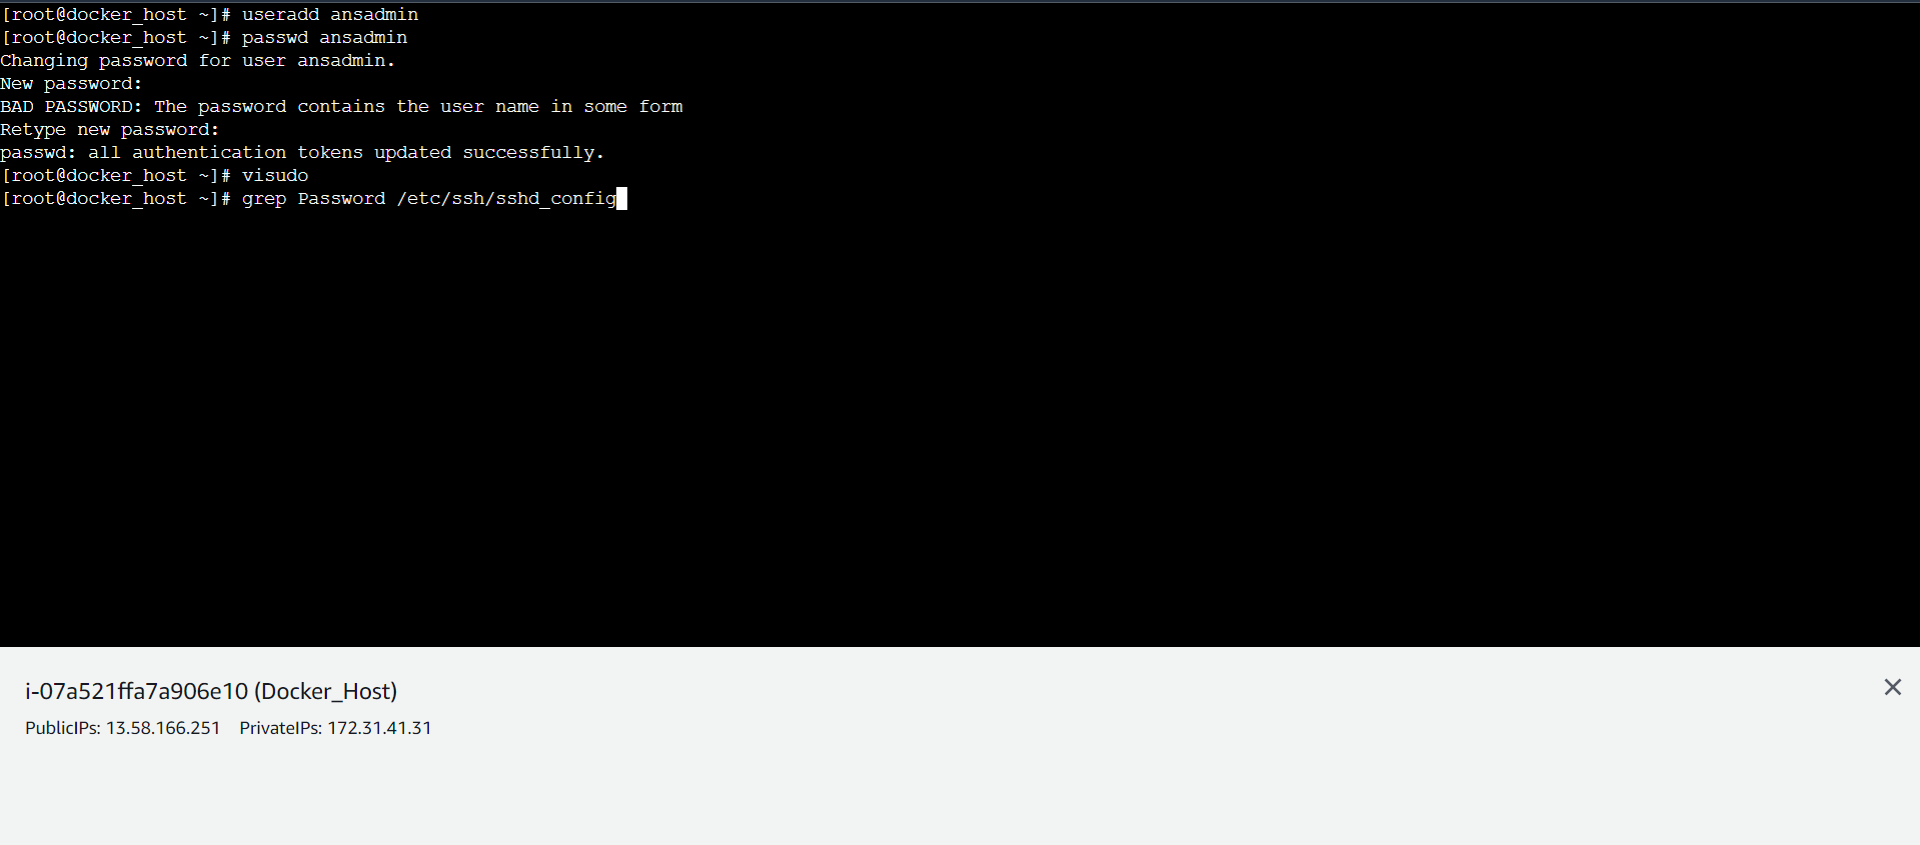 [root@docker_host ~]# useradd ansadmin
[root@docker_host ~]# passwd ansadmin
Changing password for user ansadmin.
New password:
BAD PASSWORD: The password contains the user name in some form
Retype new password:
passwd: all authentication tokens updated successfully.
[root@docker_host ~]# visudo
[root@docker_host ~]# grep Password /etc/ssh/sshd_config
i-07a521ffa7a906e10 (Docker_Host)
PublicIPs: 13.58.166.251 PrivateIPs: 172.31.41.31